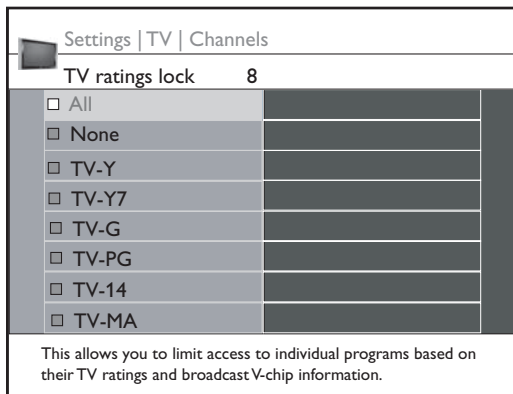 Settings | TV | Channels
TV ratings lock 8
All
None
TV-Y
TV-Y7
TV-G
TV-PG
TV-14
TV-MA
This allows you to limit access to individual programs based on
their TV ratings and broadcast V-chip information.